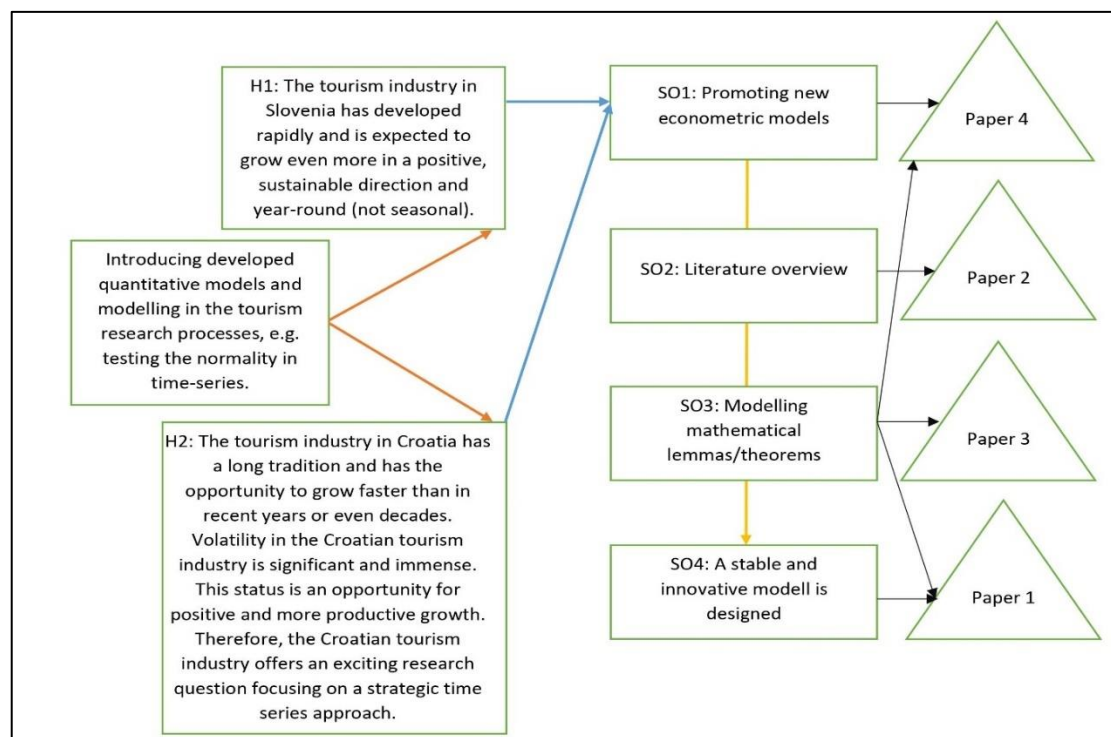 H1: The tourism industry in
Slovenia has developed
rapidly and is expected to
grow even more in a positive,
sustainable direction and
year-round (not seasonal).
Introducing developed
quantitative models and
modelling in the tourism
research processes, e.g.
testing the normality in
time-series.
H2: The tourism industry in Croatia has
a long tradition and has the
opportunity to grow faster than in
recent years or even decades.
Volatility in the Croatian tourism
industry is significant and immense.
This status is an opportunity for
positive and more productive growth.
Therefore, the Croatian tourism
industry offers an exciting research
question focusing on a strategic time
series approach.
SO1: Promoting new
econometric models
SO2: Literature overview
SO3: Modelling
mathematical
lemmas/theorems
SO4: A stable and
innovative modell is
designed
Paper 4
Paper 2
Paper 3
Paper 1